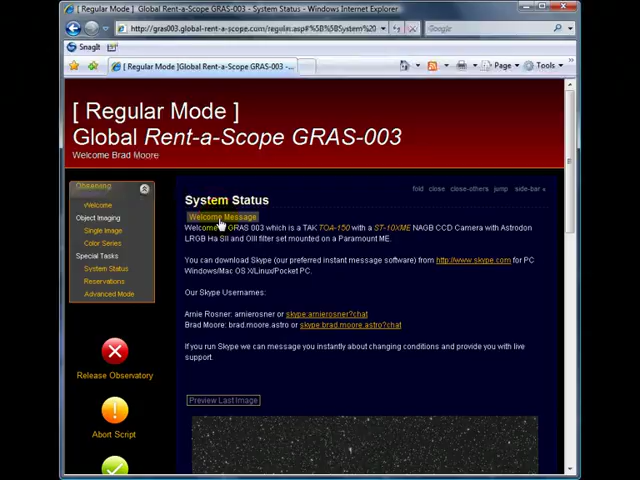 [ Regular Mode ]  Global Rent-a-Scope GRAS-003 - System Status - Windows Internet Explorer
http://gras003.global-rent-a-scope.com/regular.asp#%5B%5DSystem%20
Google
SnagIt
[ Regular Mode ]Global Rent-a-Scope GRAS-003 -...
Page
Tools
[ Regular Mode ]
Global Rent-a-Scope GRAS-003
Welcome Brad Moore
Observing
Welcome
Object Imaging
Single Image
Color Series
Special Tasks
System Status
Reservations
Advanced Mode
Release Observatory
Abort Script
fold close close-others jump side-bar «
System Status
Welcome Message
Welcome GRAS 003 which is a TAK TOA-150 with a ST-10XME NAGB CCD Camera with Astrodon
LRGB Ha SII and OIII filter set mounted on a Paramount ME.
You can download Skype (our preferred instant message software) from http://www.skype.com for PC
Windows/Mac OS X/Linux/Pocket PC.
Our Skype Usernames:
Arnie Rosner: arnierosner or skype:arnierosner?chat
Brad Moore: brad.moore.astro or skype:brad.moore.astro?chat
If you run Skype we can message you instantly about changing conditions and provide you with live
support.
Preview Last Image